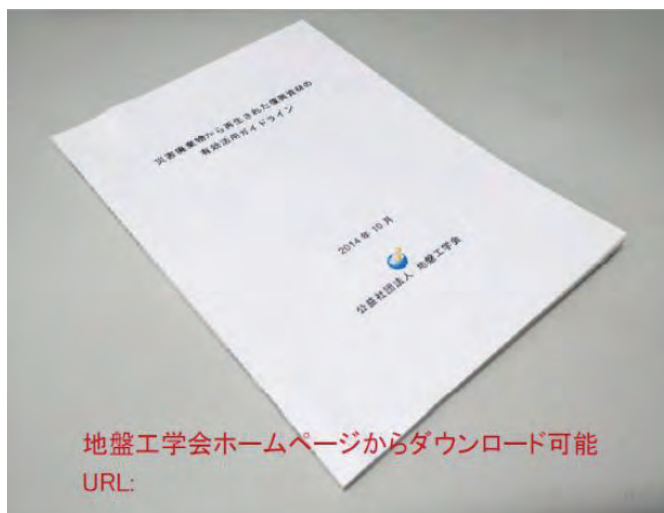 災害廃棄物から再生された復興資材の
有効活用ガイドライン
2014年10月
公益社団法人 地盤工学会
地盤工学会ホームページからダウンロード可能
URL: